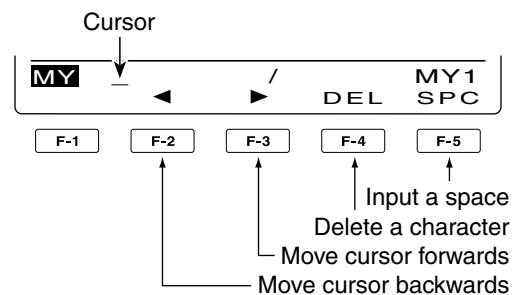 Cursor
MY _ / MY1
◄ ► DEL SPC
F-1 F-2 F-3 F-4 F-5
Input a space
Delete a character
Move cursor forwards
Move cursor backwards